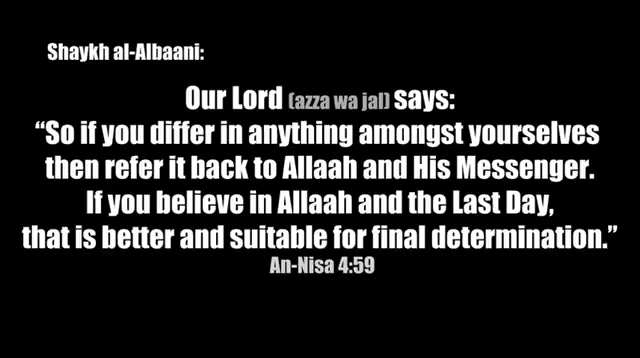 Shaykh al-Albaani:
Our Lord (azza wa jal) says:
“So if you differ in anything amongst yourselves
then refer it back to Allaah and His Messenger.
If you believe in Allaah and the Last Day,
that is better and suitable for final determination.”
An-Nisa 4:59